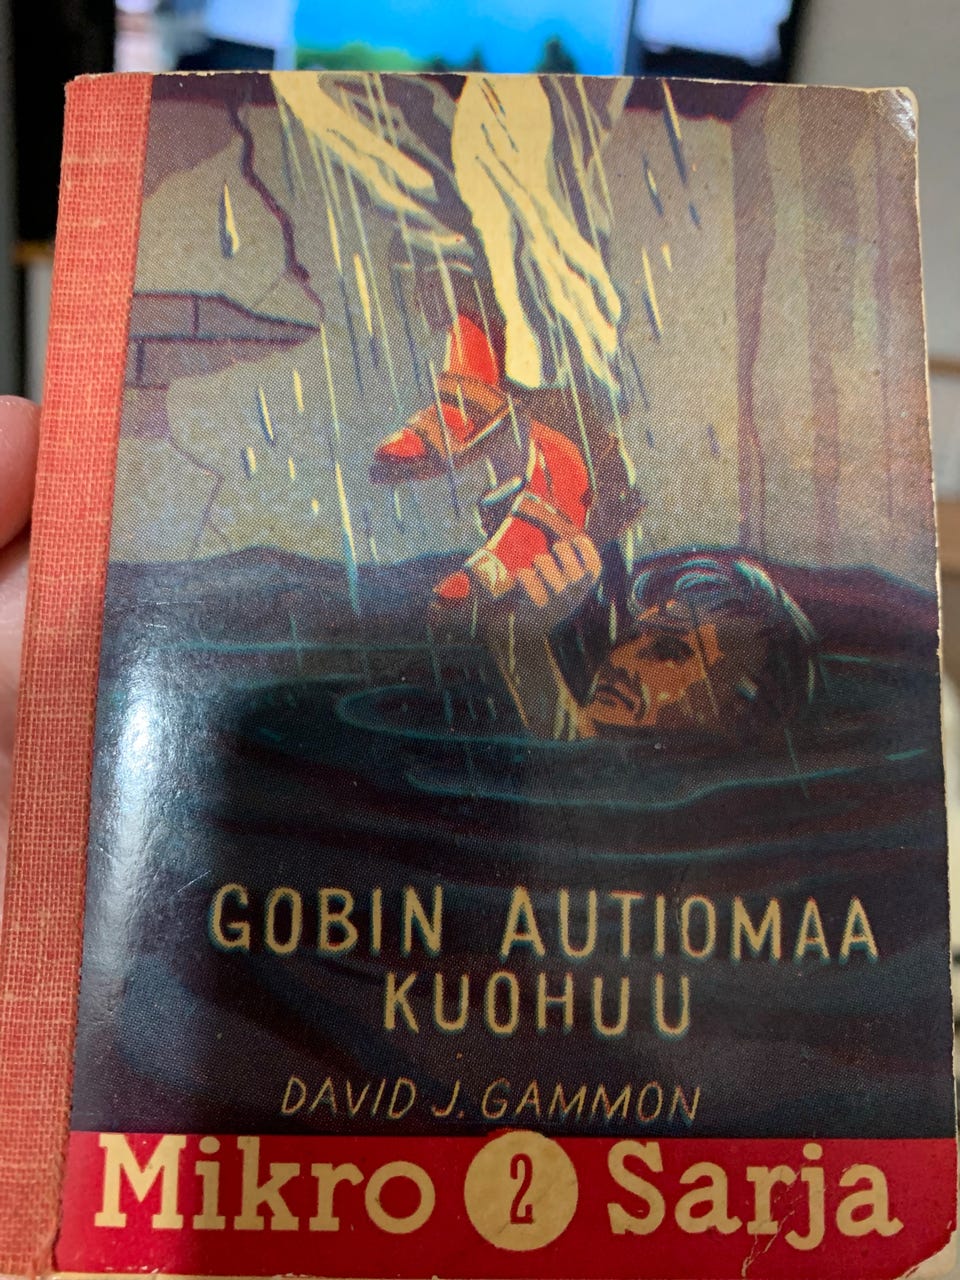 GOBIN AUTIOMAA
KUOHUU
DAVID J. GAMMON
Mikro 2 Sarja